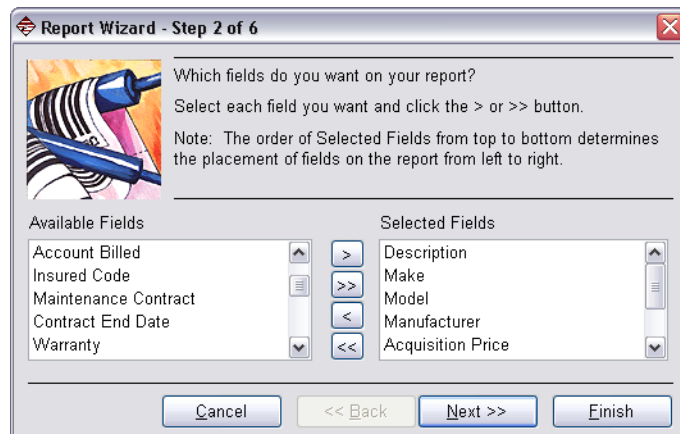 Report Wizard - Step 2 of 6
Which fields do you want on your report?
Select each field you want and click the > or >> button.
Note: The order of Selected Fields from top to bottom determines
the placement of fields on the report from left to right.
Available Fields
Selected Fields
Account Billed
Insured Code
Maintenance Contract
Contract End Date
Warranty
>
>>
<
<<
Description
Make
Model
Manufacturer
Acquisition Price
Cancel
<< Back
Next >>
Finish